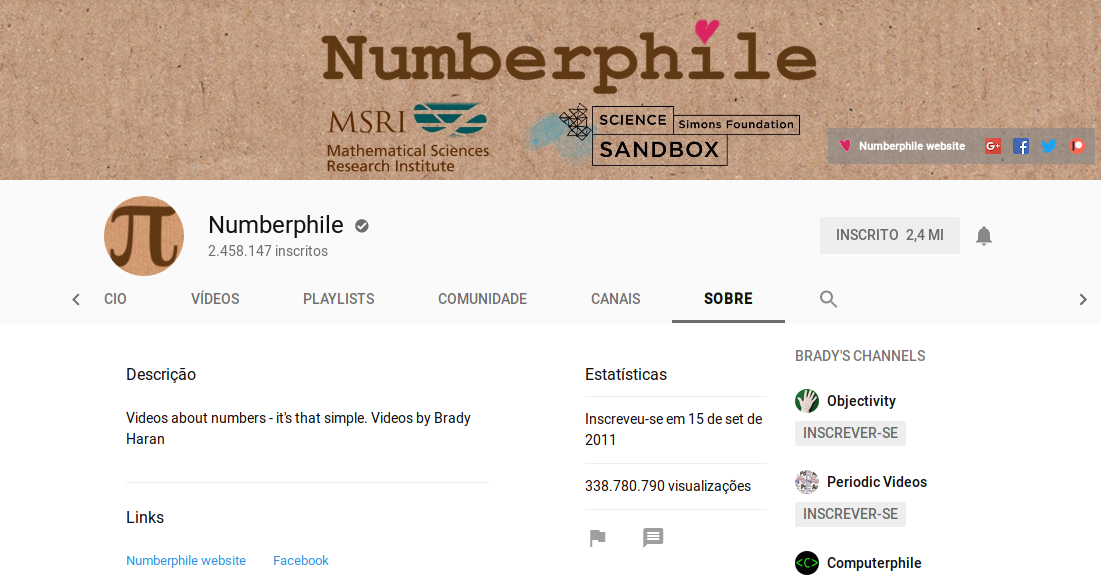 Numberphile
MSRI
Mathematical Sciences
Research Institute
SCIENCE
Simons Foundation
SANDBOX
Numberphile website
G+
Numberphile
2.458.147 inscritos
INSCRITO 2,4 MI
CIO
VÍDEOS
PLAYLISTS
COMUNIDADE
CANAIS
SOBRE
Descrição
Videos about numbers - it's that simple. Videos by Brady
Haran
Links
Numberphile website
Facebook
Estatísticas
Inscreveu-se em 15 de set de
2011
338.780.790 visualizações
BRADY'S CHANNELS
Objectivity
INSCREVER-SE
Periodic Videos
INSCREVER-SE
<C>
Computerphile